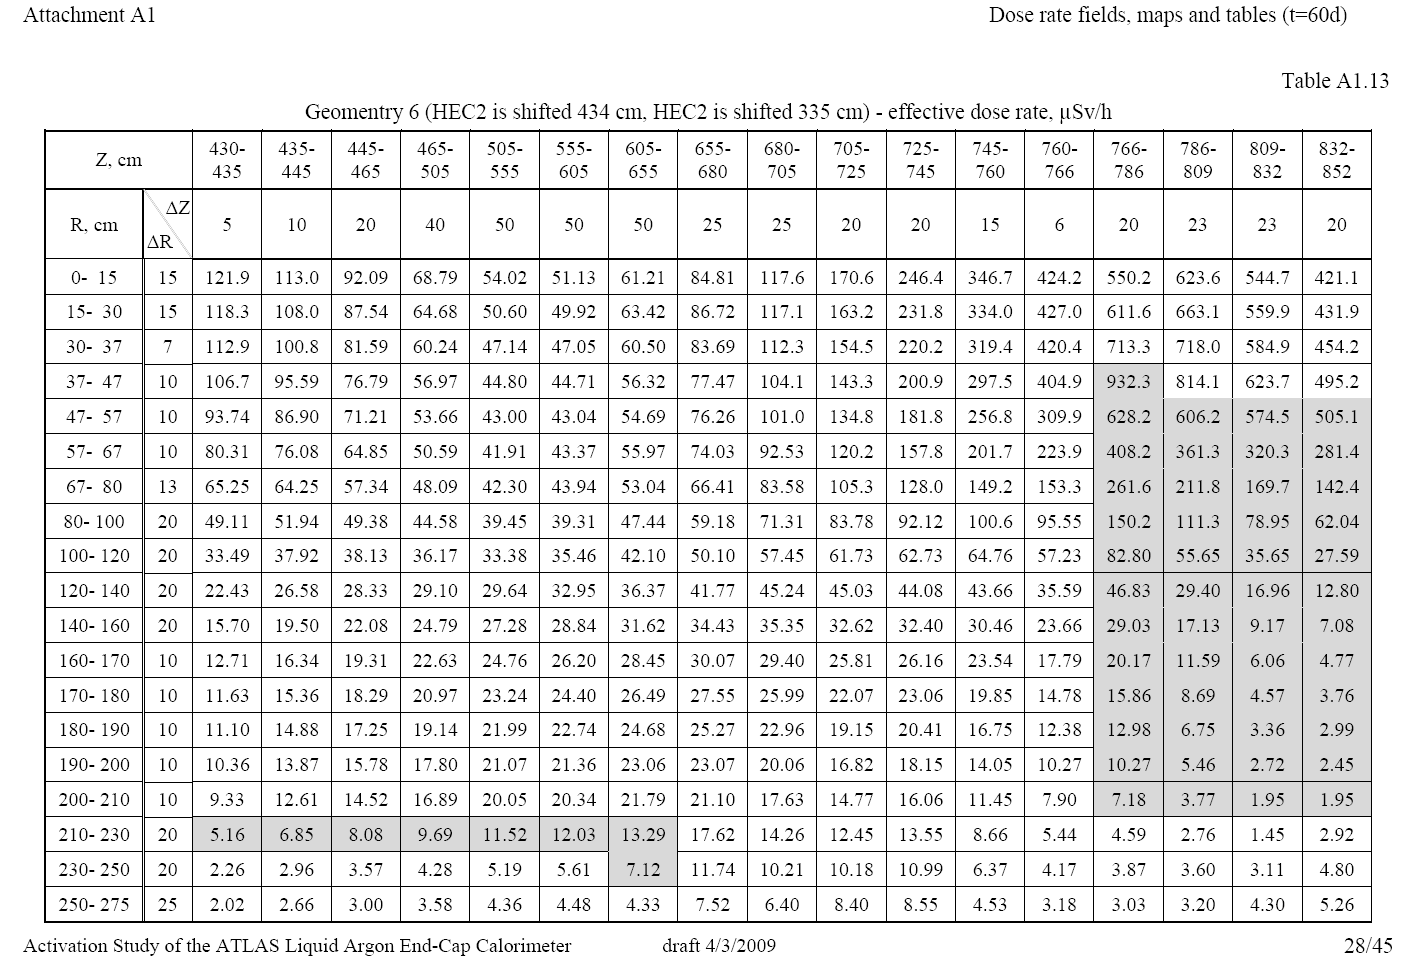 Attachment A1 Dose rate fields, maps and tables (t=60d)
Table A1.13
Geomentry 6 (HEC2 is shifted 434 cm, HEC2 is shifted 335 cm) - effective dose rate, µSv/h
Z, cm 430-435 435-445 445-465 465-505 505-555 555-605 605-655 655-680 680-705 705-725 725-745 745-760 760-766 766-786 786-809 809-832 832-852
R, cm ΔZ ΔR 5 10 20 40 50 50 50 25 25 20 20 15 6 20 23 23 20
0- 15 15 121.9 113.0 92.09 68.79 54.02 51.13 61.21 84.81 117.6 170.6 246.4 346.7 424.2 550.2 623.6 544.7 421.1
15- 30 15 118.3 108.0 87.54 64.68 50.60 49.92 63.42 86.72 117.1 163.2 231.8 334.0 427.0 611.6 663.1 559.9 431.9
30- 37 7 112.9 100.8 81.59 60.24 47.14 47.05 60.50 83.69 112.3 154.5 220.2 319.4 420.4 713.3 718.0 584.9 454.2
37- 47 10 106.7 95.59 76.79 56.97 44.80 44.71 56.32 77.47 104.1 143.3 200.9 297.5 404.9 932.3 814.1 623.7 495.2
47- 57 10 93.74 86.90 71.21 53.66 43.00 43.04 54.69 76.26 101.0 134.8 181.8 256.8 309.9 628.2 606.2 574.5 505.1
57- 67 10 80.31 76.08 64.85 50.59 41.91 43.37 55.97 74.03 92.53 120.2 157.8 201.7 223.9 408.2 361.3 320.3 281.4
67- 80 13 65.25 64.25 57.34 48.09 42.30 43.94 53.04 66.41 83.58 105.3 128.0 149.2 153.3 261.6 211.8 169.7 142.4
80- 100 20 49.11 51.94 49.38 44.58 39.45 39.31 47.44 59.18 71.31 83.78 92.12 100.6 95.55 150.2 111.3 78.95 62.04
100- 120 20 33.49 37.92 38.13 36.17 33.38 35.46 42.10 50.10 57.45 61.73 62.73 64.76 57.23 82.80 55.65 35.65 27.59
120- 140 20 22.43 26.58 28.33 29.10 29.64 32.95 36.37 41.77 45.24 45.03 44.08 43.66 35.59 46.83 29.40 16.96 12.80
140- 160 20 15.70 19.50 22.08 24.79 27.28 28.84 31.62 34.43 35.35 32.62 32.40 30.46 23.66 29.03 17.13 9.17 7.08
160- 170 10 12.71 16.34 19.31 22.63 24.76 26.20 28.45 30.07 29.40 25.81 26.16 23.54 17.79 20.17 11.59 6.06 4.77
170- 180 10 11.63 15.36 18.29 20.97 23.24 24.40 26.49 27.55 25.99 22.07 23.06 19.85 14.78 15.86 8.69 4.57 3.76
180- 190 10 11.10 14.88 17.25 19.14 21.99 22.74 24.68 25.27 22.96 19.15 20.41 16.75 12.38 12.98 6.75 3.36 2.99
190- 200 10 10.36 13.87 15.78 17.80 21.07 21.36 23.06 23.07 20.06 16.82 18.15 14.05 10.27 10.27 5.46 2.72 2.45
200- 210 10 9.33 12.61 14.52 16.89 20.05 20.34 21.79 21.10 17.63 14.77 16.06 11.45 7.90 7.18 3.77 1.95 1.95
210- 230 20 5.16 6.85 8.08 9.69 11.52 12.03 13.29 17.62 14.26 12.45 13.55 8.66 5.44 4.59 2.76 1.45 2.92
230- 250 20 2.26 2.96 3.57 4.28 5.19 5.61 7.12 11.74 10.21 10.18 10.99 6.37 4.17 3.87 3.60 3.11 4.80
250- 275 25 2.02 2.66 3.00 3.58 4.36 4.48 4.33 7.52 6.40 8.40 8.55 4.53 3.18 3.03 3.20 4.30 5.26
Activation Study of the ATLAS Liquid Argon End-Cap Calorimeter draft 4/3/2009 28/45